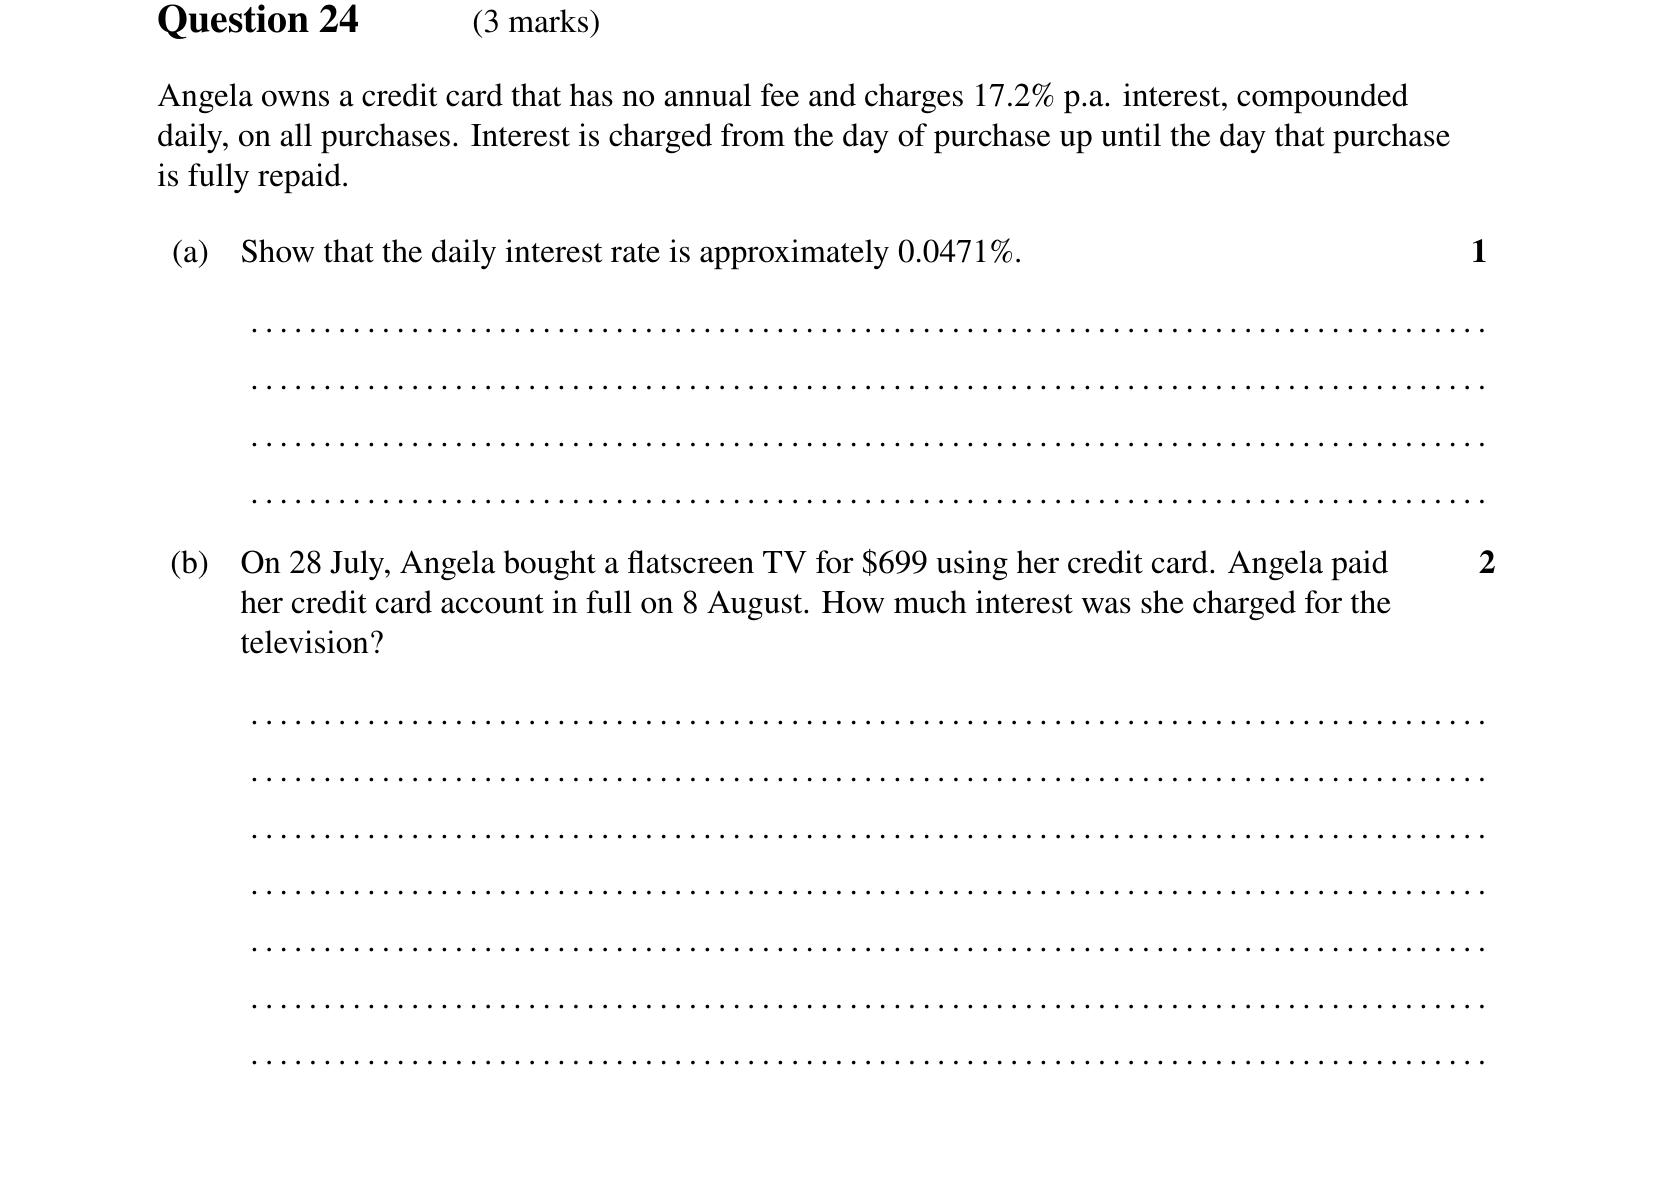 Question 24 (3 marks)
Angela owns a credit card that has no annual fee and charges 17.2% p.a. interest, compounded
daily, on all purchases. Interest is charged from the day of purchase up until the day that purchase
is fully repaid.
(a) Show that the daily interest rate is approximately 0.0471%. 1
(b) On 28 July, Angela bought a flatscreen TV for $699 using her credit card. Angela paid 2
her credit card account in full on 8 August. How much interest was she charged for the
television?